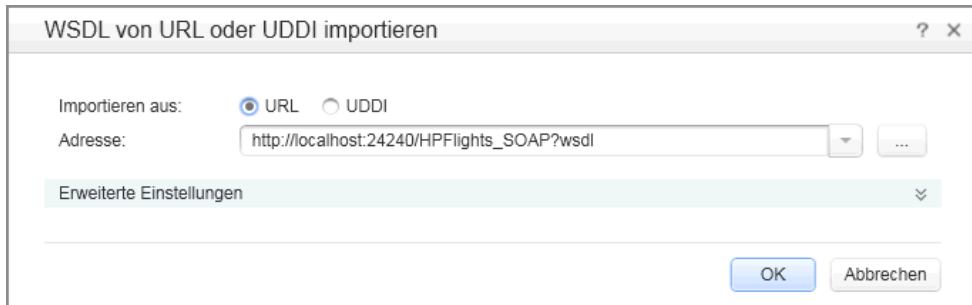 WSDL von URL oder UDDI importieren ? ×
Importieren aus: URL UDDI
Adresse: http://localhost:24240/HPFlights_SOAP?wsdl ...
Erweiterte Einstellungen
OK Abbrechen